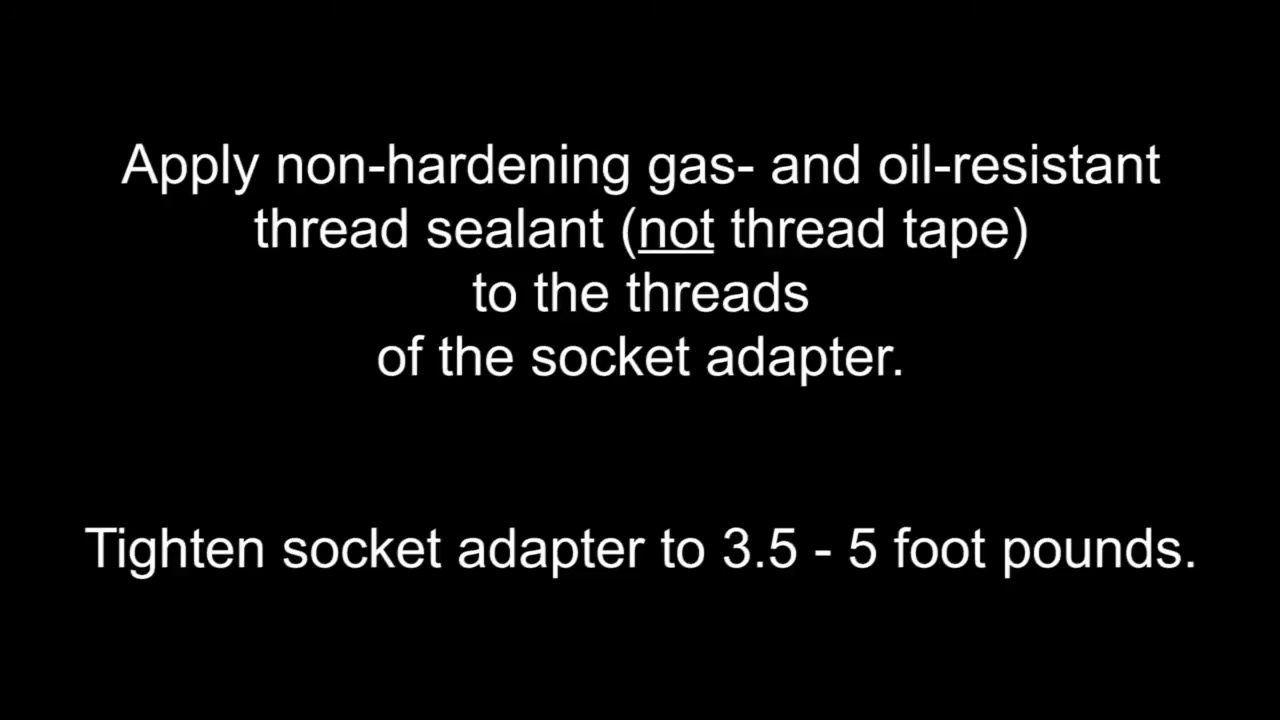 Apply non-hardening gas- and oil-resistant
thread sealant (not thread tape)
to the threads
of the socket adapter.
Tighten socket adapter to 3.5 - 5 foot pounds.